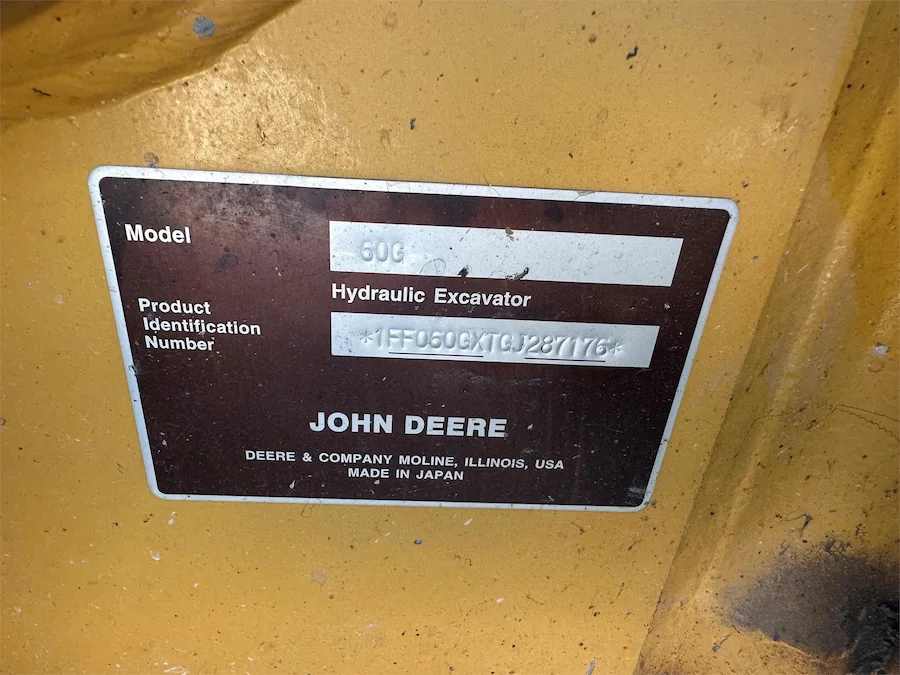 Model
60G
Hydraulic Excavator
Product
Identification
Number
*1FF060GXTGJ287176*
JOHN DEERE
DEERE & COMPANY MOLINE, ILLINOIS, USA
MADE IN JAPAN